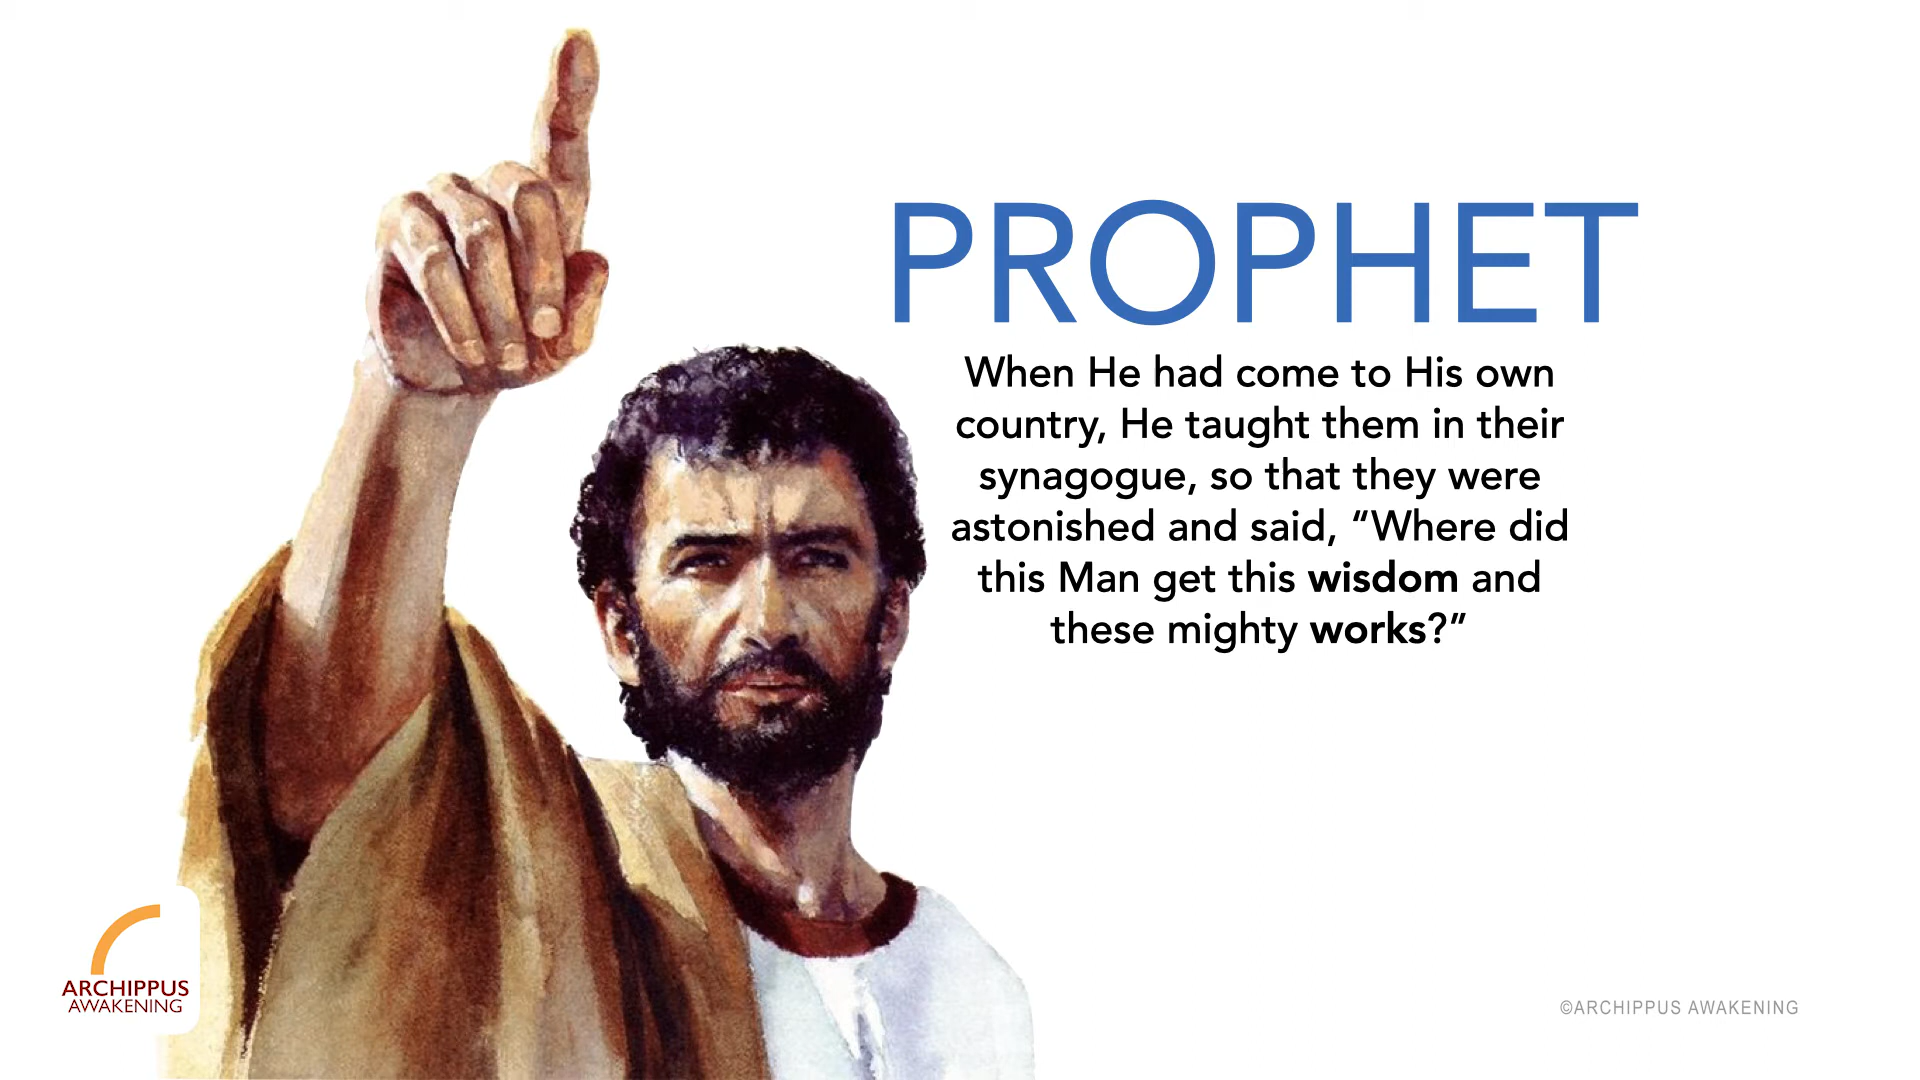 PROPHET
When He had come to His own
country, He taught them in their
synagogue, so that they were
astonished and said, “Where did
this Man get this wisdom and
these mighty works?”
ARCHIPPUS
AWAKENING
©ARCHIPPUS AWAKENING